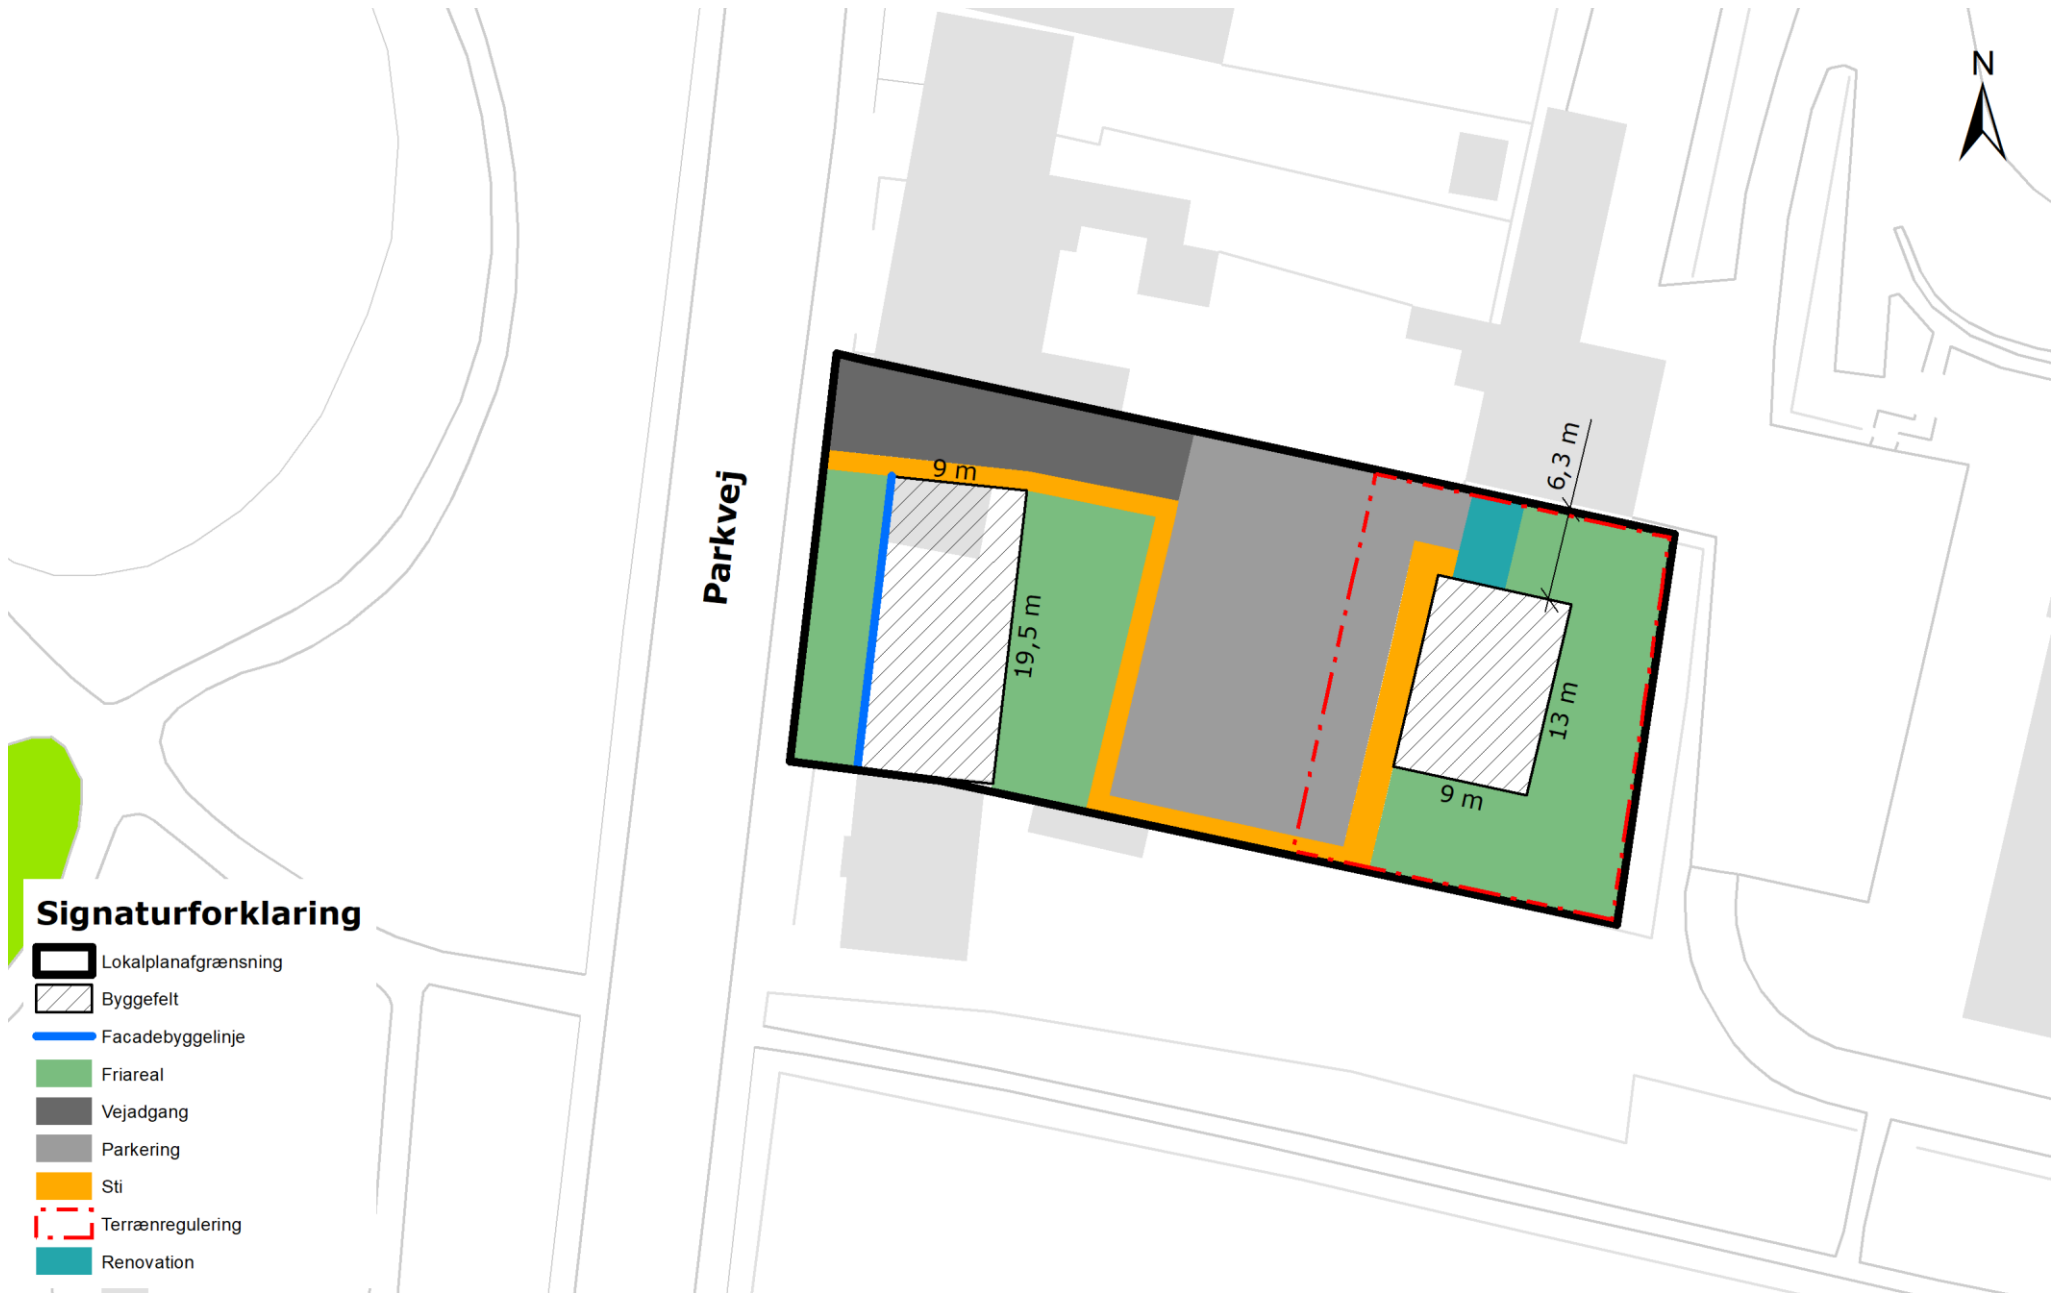 N
6,3 m
9 m
Parkvej
19,5 m
13 m
9 m
Signaturforklaring
Lokalplanafgrænsning
Byggefelt
Facadebyggelinje
Friareal
Vejadgang
Parkering
Sti
Terrænregulering
Renovation